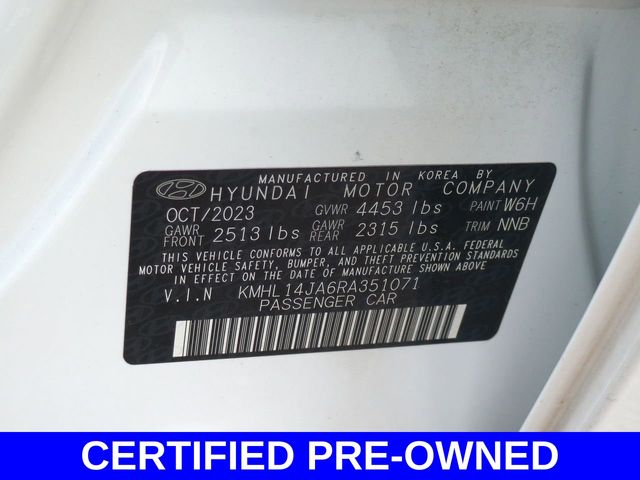 MANUFACTURED IN KOREA BY
HYUNDAI MOTOR COMPANY
OCT/2023 GVWR 4453 lbs PAINT W6H
GAWR FRONT 2513 lbs GAWR REAR 2315 lbs TRIM NNB
THIS VEHICLE CONFORMS TO ALL APPLICABLE U.S.A. FEDERAL
MOTOR VEHICLE SAFETY, BUMPER, AND THEFT PREVENTION STANDARDS
IN EFFECT ON THE DATE OF MANUFACTURE SHOWN ABOVE.
V.I.N KMHL14JA6RA351071
PASSENGER CAR
CERTIFIED PRE-OWNED